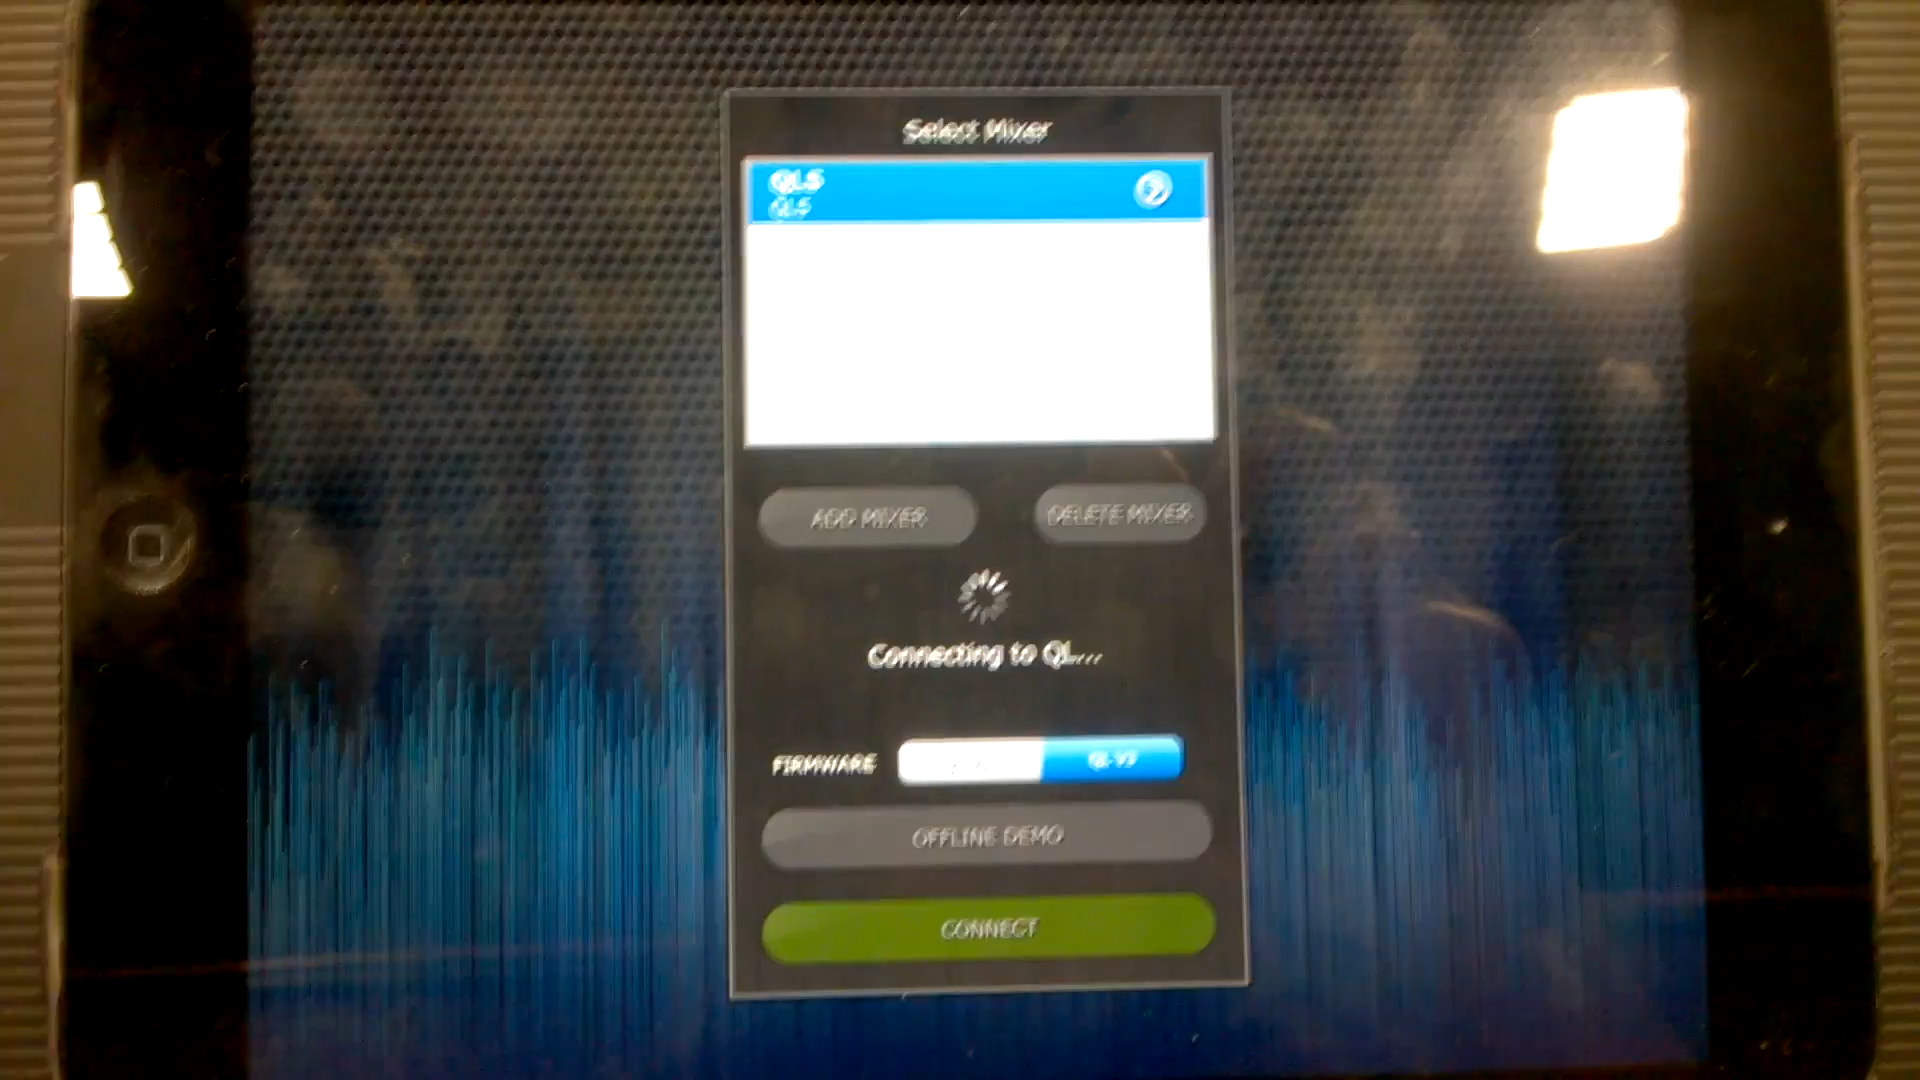 Select Mixer
QL5
QL5
ADD MIXER
DELETE MIXER
Connecting to QL...
FIRMWARE
OFFLINE DEMO
CONNECT